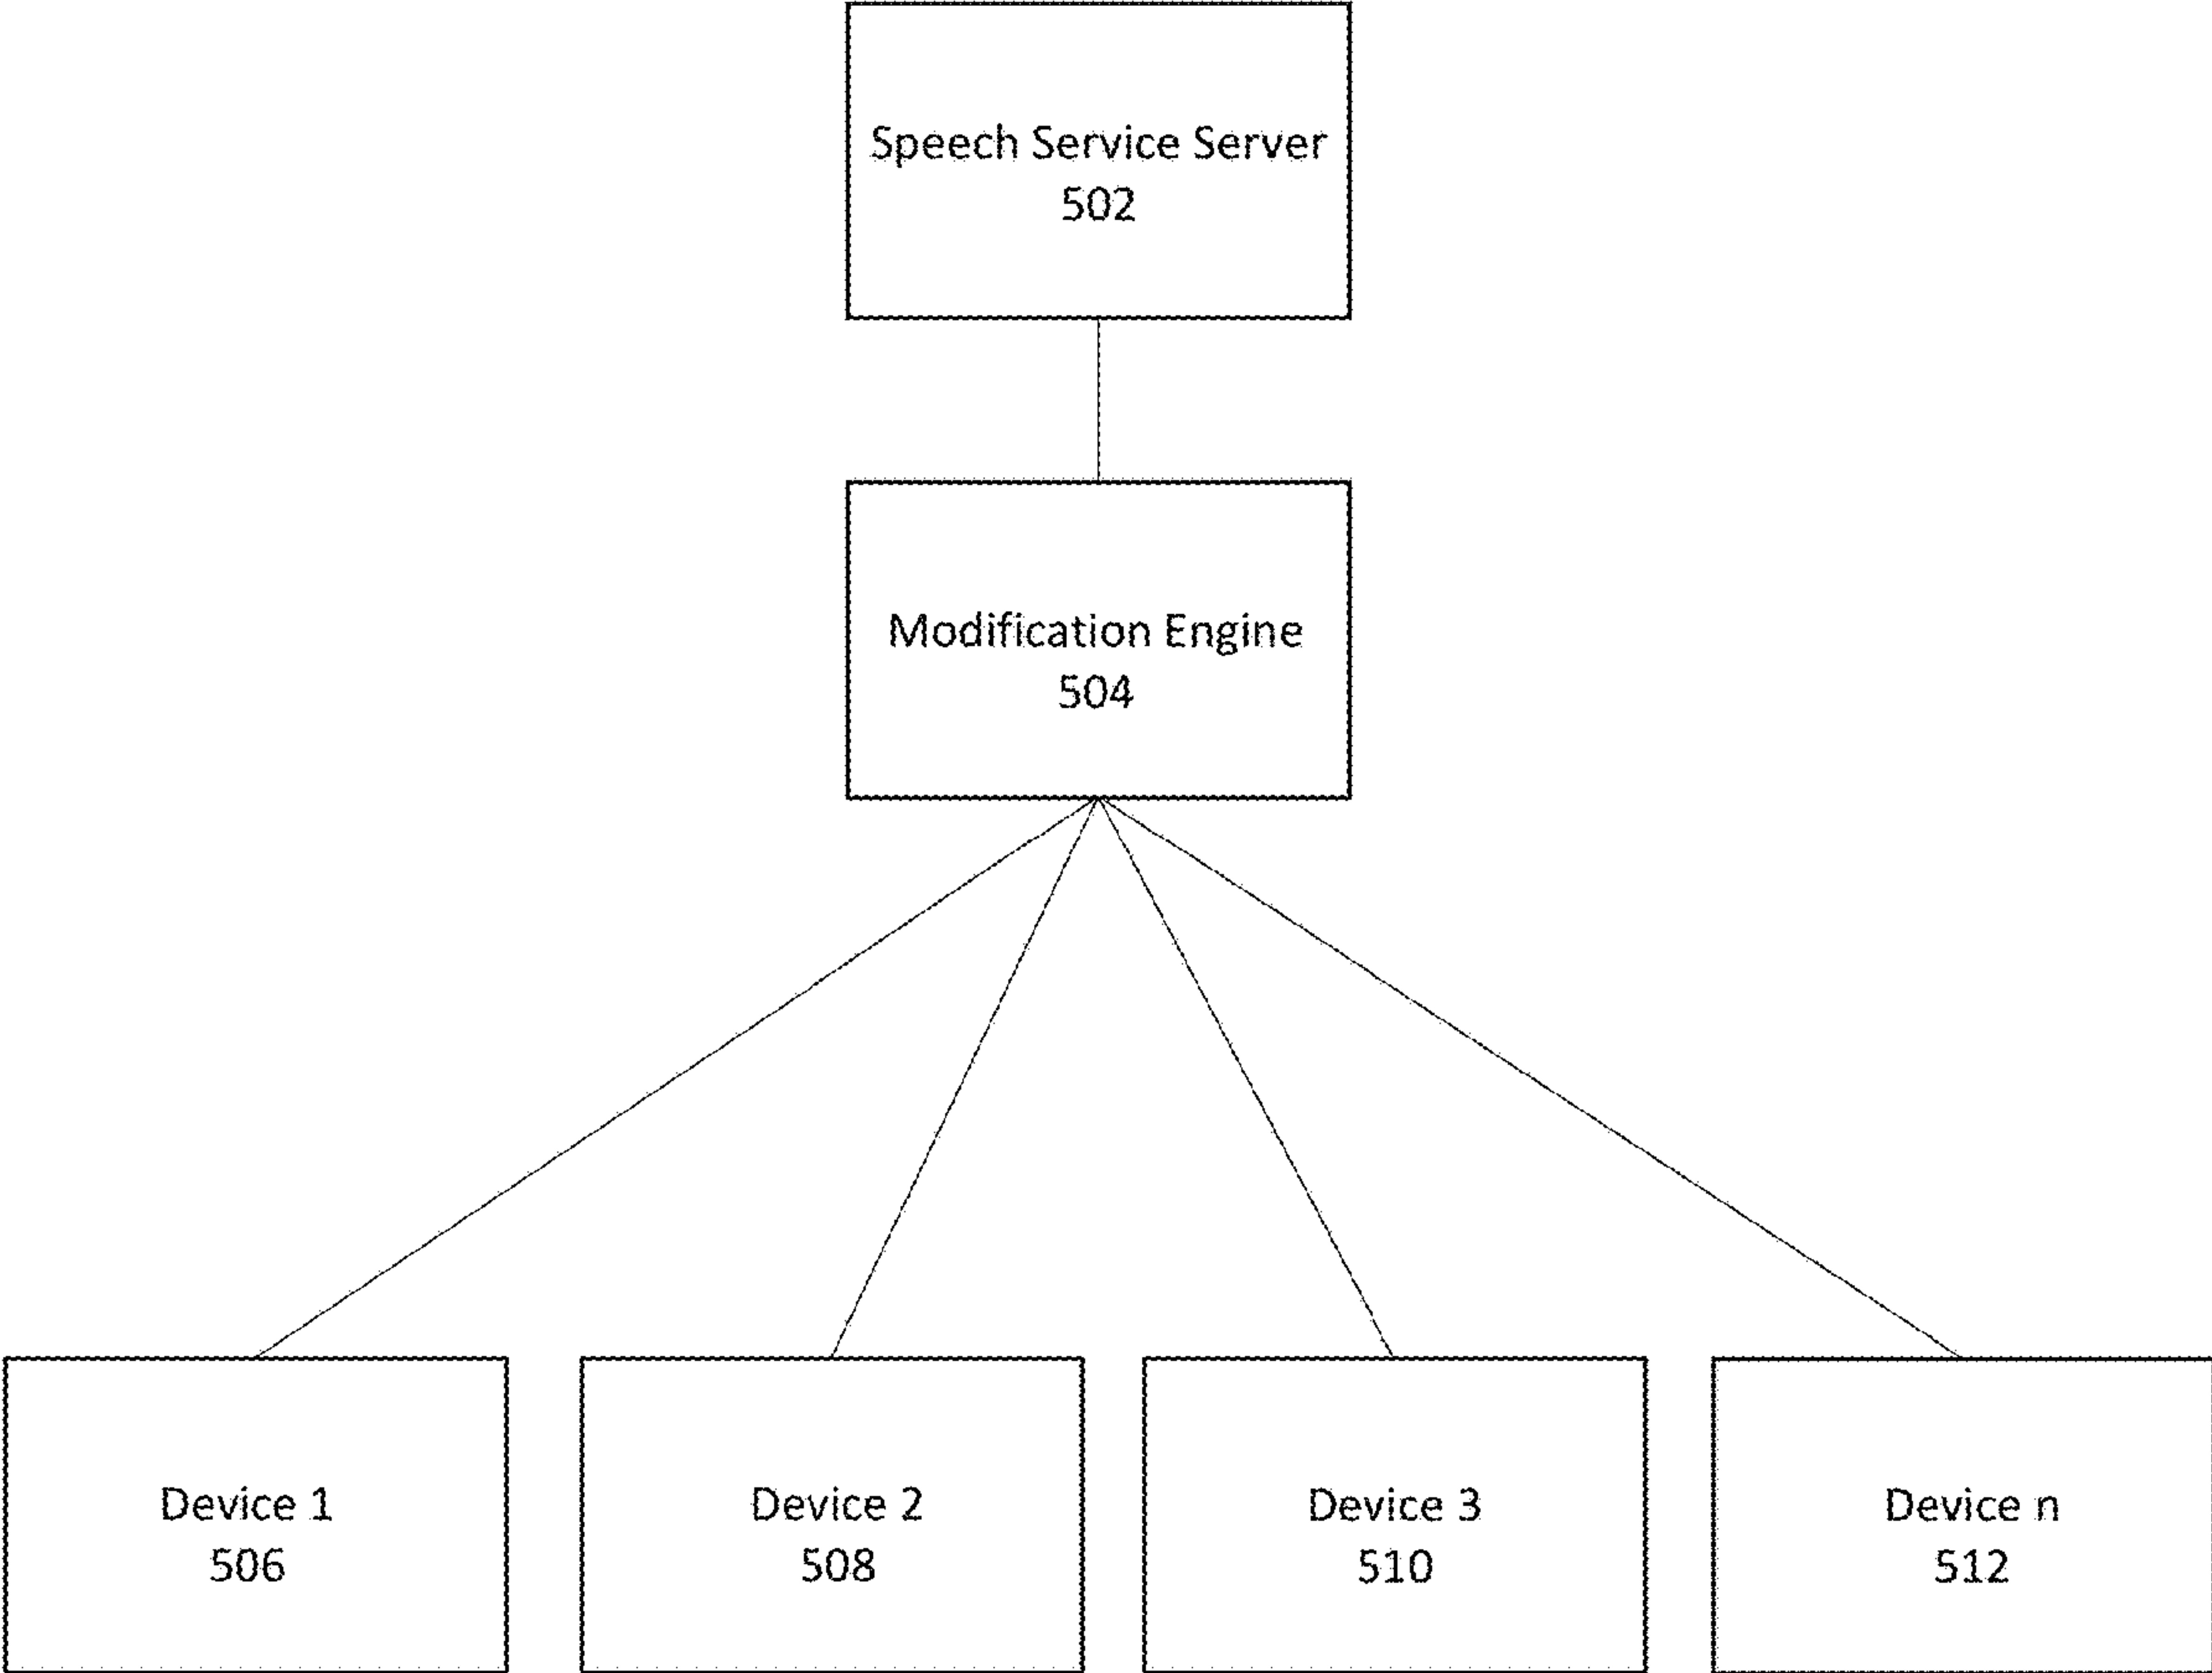 Speech Service Server
502
Modification Engine
504
Device 1
506
Device 2
508
Device 3
510
Device n
512